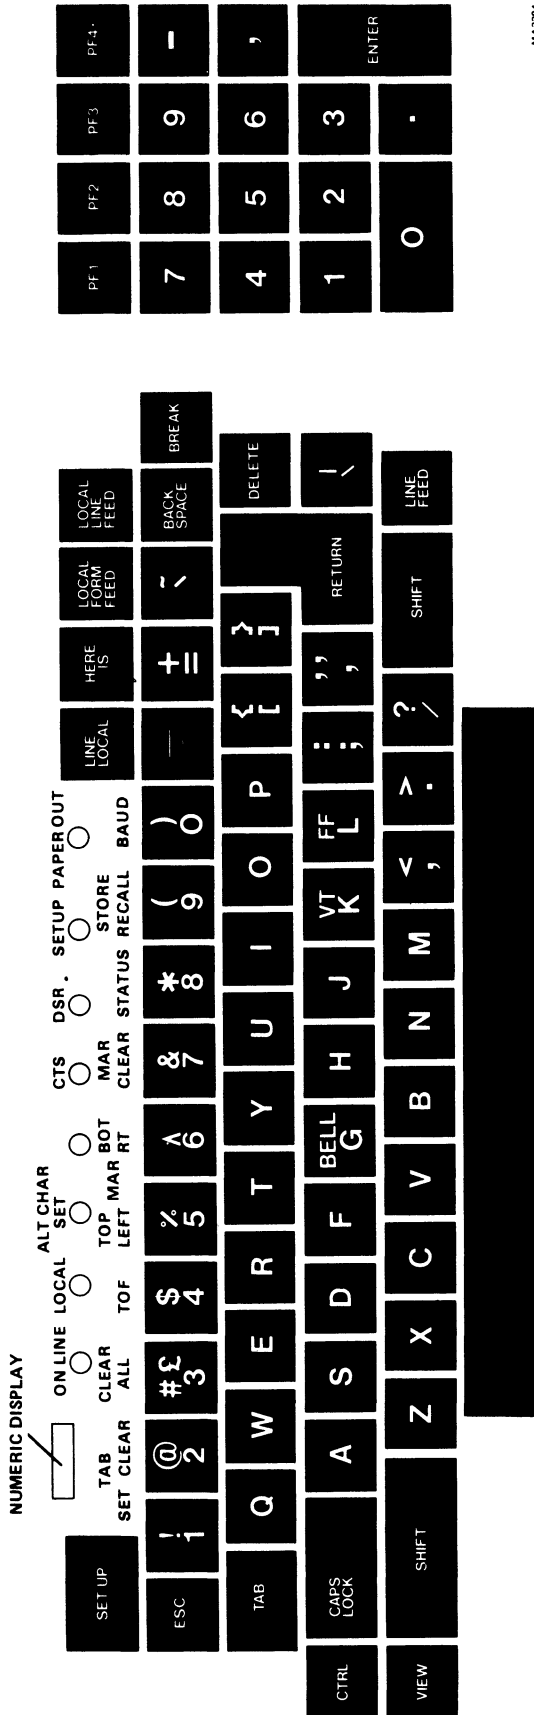 NUMERIC DISPLAY
ON LINE LOCAL ALT CHAR SET CTS DSR. SETUP PAPER OUT
TAB SET CLEAR
CLEAR ALL
TOF
TOP LEFT MAR
BOT RT
MAR CLEAR
STATUS
STORE RECALL
BAUD
SET UP
LINE LOCAL
HERE IS
LOCAL FORM FEED
LOCAL LINE FEED
PF1 PF2 PF3 PF4
ESC ! 1 @ 2 # £ 3 $ 4 % 5 ^ 6 & 7 * 8 ( 9 ) 0 _ - + = ~ ` BACK SPACE BREAK
7 8 9 -
TAB Q W E R T Y U I O P { [ } ] DELETE
4 5 6 ,
CTRL CAPS LOCK A S D F BELL G H J VT K FF L : ; " ' RETURN | \
1 2 3 ENTER
VIEW SHIFT Z X C V B N M < , > . ? / SHIFT LINE FEED
0 .